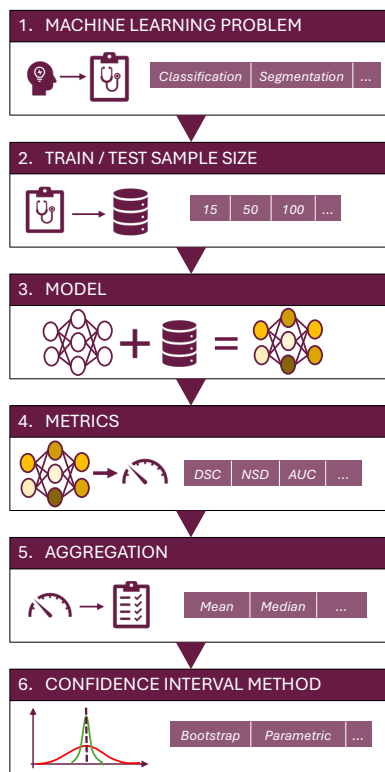 1. MACHINE LEARNING PROBLEM
Classification Segmentation ...
2. TRAIN / TEST SAMPLE SIZE
15 50 100 ...
3. MODEL
+ =
4. METRICS
DSC NSD AUC ...
5. AGGREGATION
Mean Median ...
6. CONFIDENCE INTERVAL METHOD
Bootstrap Parametric ...